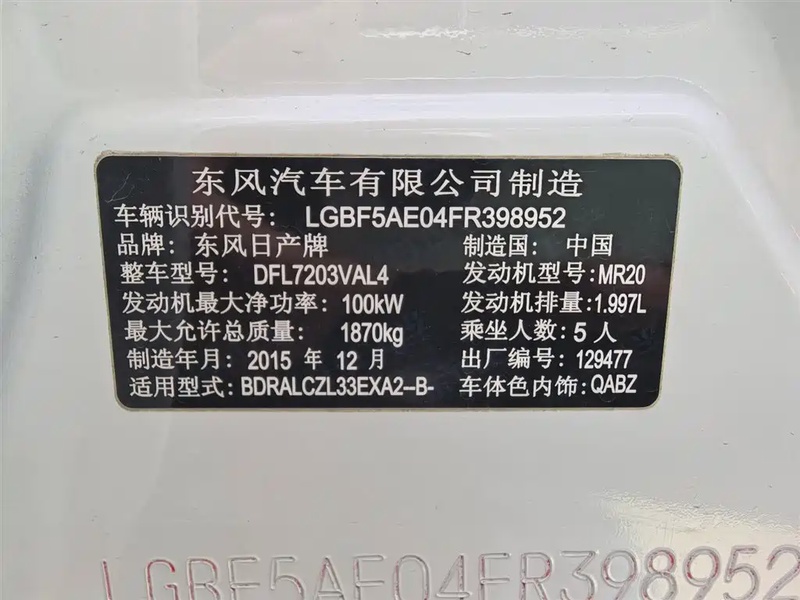 东风汽车有限公司制造
车辆识别代号: LGBF5AE04FR398952
品牌: 东风日产牌 制造国: 中国
整车型号: DFL7203VAL4 发动机型号: MR20
发动机最大净功率: 100kW 发动机排量: 1.997L
最大允许总质量: 1870kg 乘坐人数: 5 人
制造年月: 2015 年 12 月 出厂编号: 129477
适用型式: BDRALCZL33EXA2--B- 车体色内饰: QABZ
LGBF5AE04FR398952